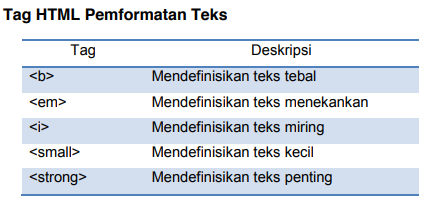 Tag HTML Pemformatan Teks
Tag Deskripsi
<b> Mendefinisikan teks tebal
<em> Mendefinisikan teks menekankan
<i> Mendefinisikan teks miring
<small> Mendefinisikan teks kecil
<strong> Mendefinisikan teks penting